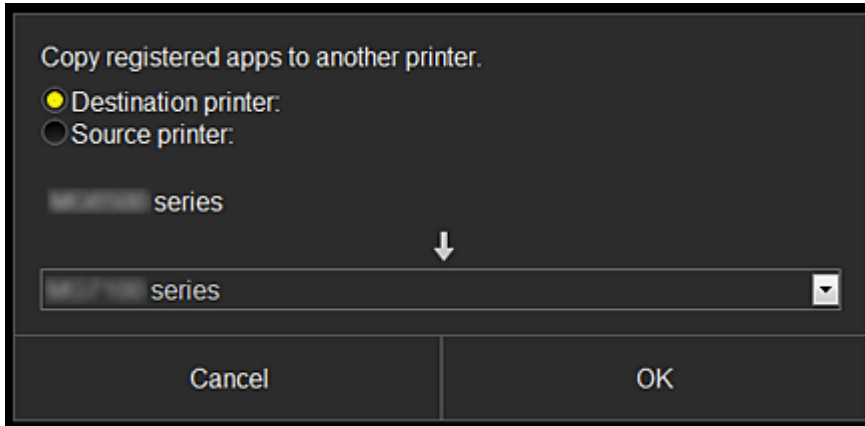 Copy registered apps to another printer.
Destination printer:
Source printer:
series
series
Cancel
OK